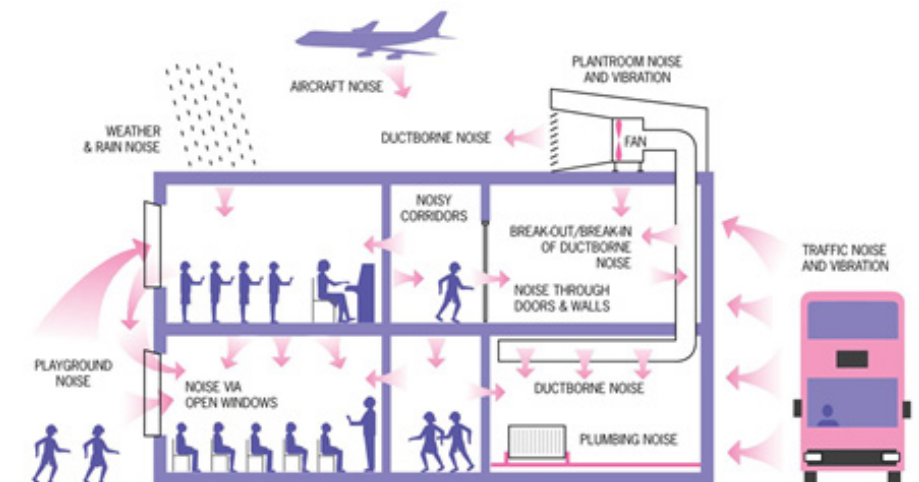 AIRCRAFT NOISE
PLANTROOM NOISE
AND VIBRATION
WEATHER
& RAIN NOISE
DUCTBORNE NOISE
FAN
NOISY
CORRIDORS
BREAK-OUT/BREAK-IN
OF DUCTBORNE
NOISE
NOISE THROUGH
DOORS & WALLS
TRAFFIC NOISE
AND VIBRATION
PLAYGROUND
NOISE
NOISE VIA
OPEN WINDOWS
DUCTBORNE NOISE
PLUMBING NOISE